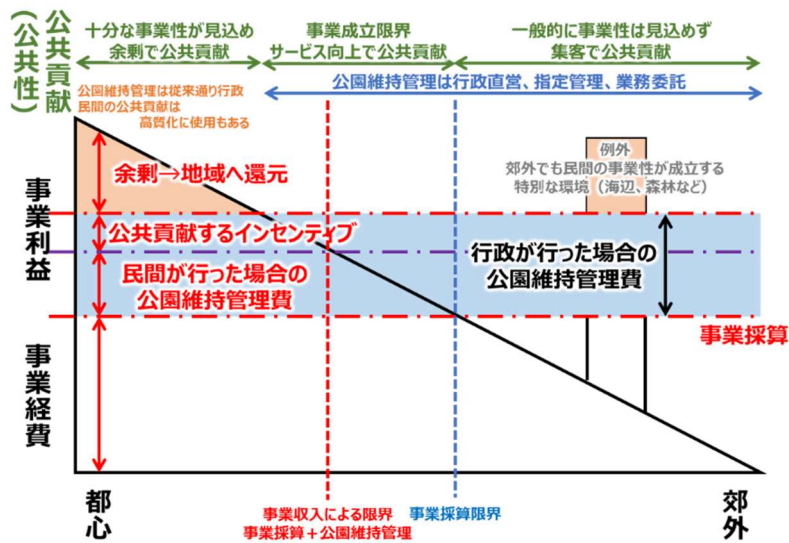 公共貢献
(公共性)
十分な事業性が見込め
余剰で公共貢献
事業成立限界
サービス向上で公共貢献
一般的に事業性は見込めず
集客で公共貢献
公園維持管理は行政直営、指定管理、業務委託
公園維持管理は従来通り行政
民間の公共貢献は
高質化に使用もある
例外
郊外でも民間の事業性が成立する
特別な環境(海辺、森林など)
余剰→地域へ還元
事業利益
公共貢献するインセンティブ
民間が行った場合の
公園維持管理費
行政が行った場合の
公園維持管理費
事業採算
事業経費
都心
郊外
事業収入による限界
事業採算+公園維持管理
事業採算限界